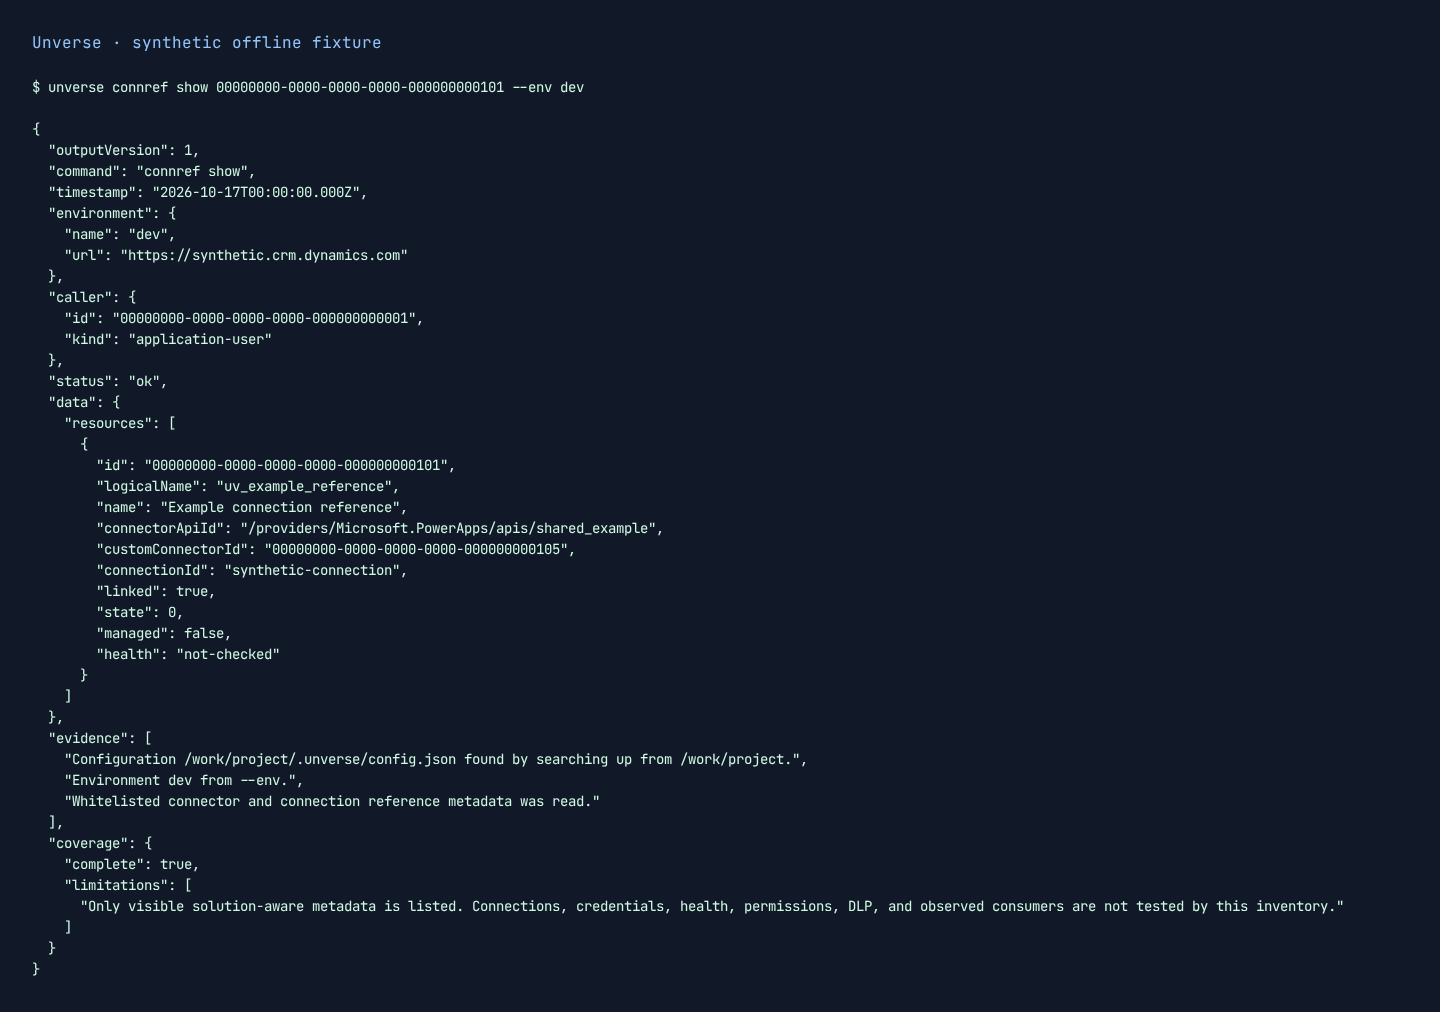 Unverse · synthetic offline fixture
$ unverse connref show 00000000-0000-0000-0000-000000000101 --env dev
{
  "outputVersion": 1,
  "command": "connref show",
  "timestamp": "2026-10-17T00:00:00.000Z",
  "environment": {
    "name": "dev",
    "url": "https://synthetic.crm.dynamics.com"
  },
  "caller": {
    "id": "00000000-0000-0000-0000-000000000001",
    "kind": "application-user"
  },
  "status": "ok",
  "data": {
    "resources": [
      {
        "id": "00000000-0000-0000-0000-000000000101",
        "logicalName": "uv_example_reference",
        "name": "Example connection reference",
        "connectorApiId": "/providers/Microsoft.PowerApps/apis/shared_example",
        "customConnectorId": "00000000-0000-0000-0000-000000000105",
        "connectionId": "synthetic-connection",
        "linked": true,
        "state": 0,
        "managed": false,
        "health": "not-checked"
      }
    ]
  },
  "evidence": [
    "Configuration /work/project/.unverse/config.json found by searching up from /work/project.",
    "Environment dev from --env.",
    "Whitelisted connector and connection reference metadata was read."
  ],
  "coverage": {
    "complete": true,
    "limitations": [
      "Only visible solution-aware metadata is listed. Connections, credentials, health, permissions, DLP, and observed consumers are not tested by this inventory."
    ]
  }
}